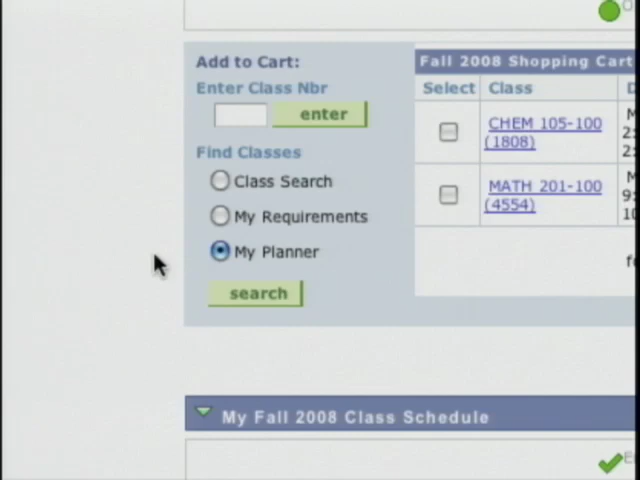 Add to Cart:
Fall 2008 Shopping Cart
Enter Class Nbr
Select Class
enter
CHEM 105-100
(1808)
Find Classes
Class Search
MATH 201-100
(4554)
My Requirements
My Planner
search
My Fall 2008 Class Schedule